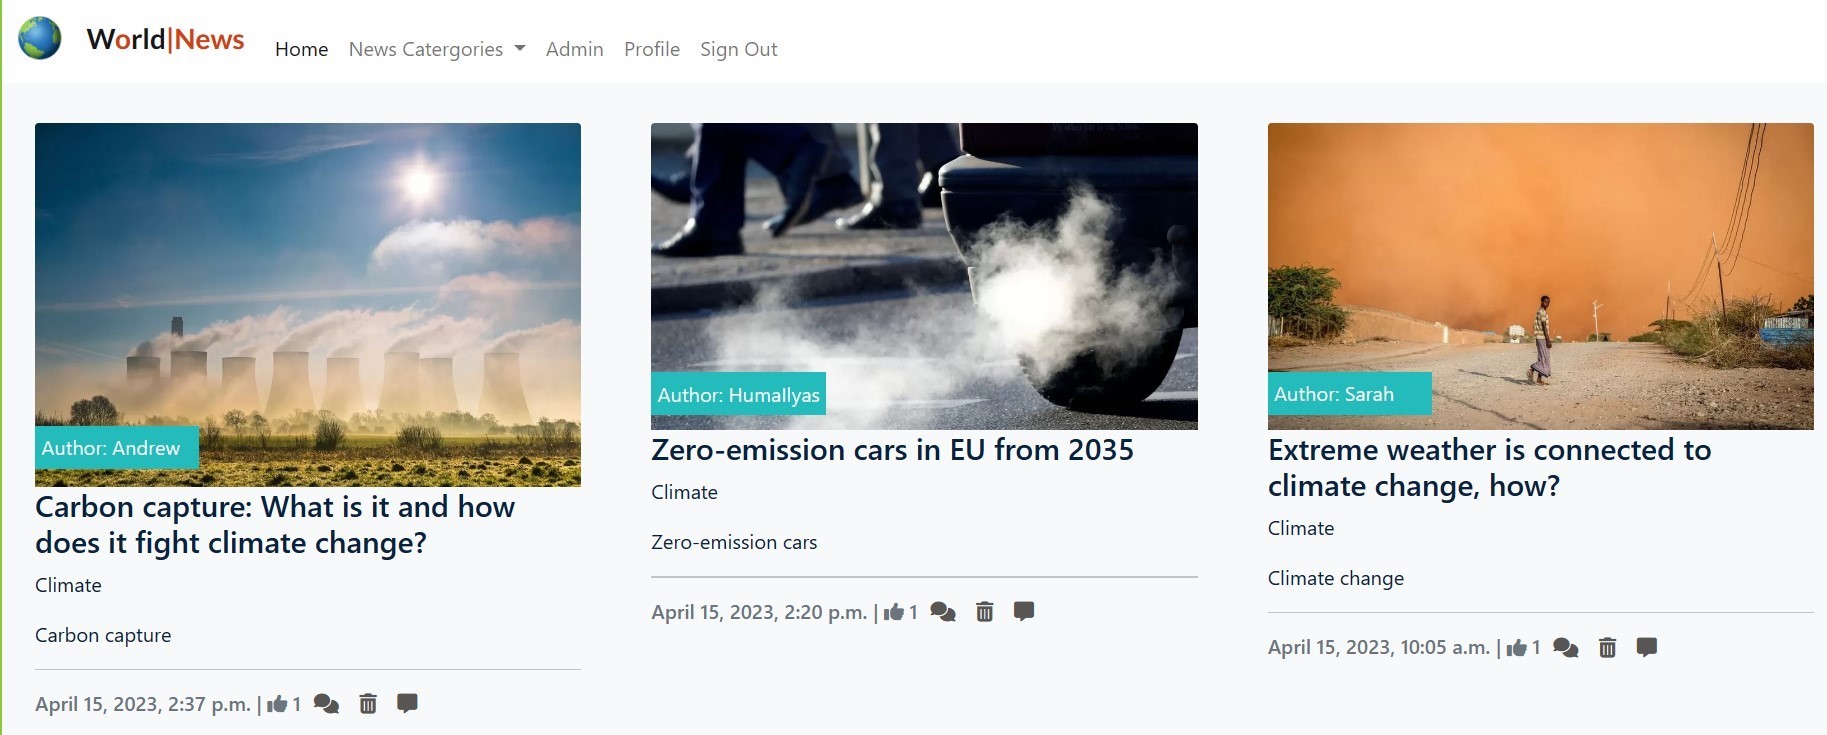 World|News Home News Catergories Admin Profile Sign Out
Author: Andrew
Carbon capture: What is it and how
does it fight climate change?
Climate
Carbon capture
April 15, 2023, 2:37 p.m. | 1
Author: HumaIlyas
Zero-emission cars in EU from 2035
Climate
Zero-emission cars
April 15, 2023, 2:20 p.m. | 1
Author: Sarah
Extreme weather is connected to
climate change, how?
Climate
Climate change
April 15, 2023, 10:05 a.m. | 1